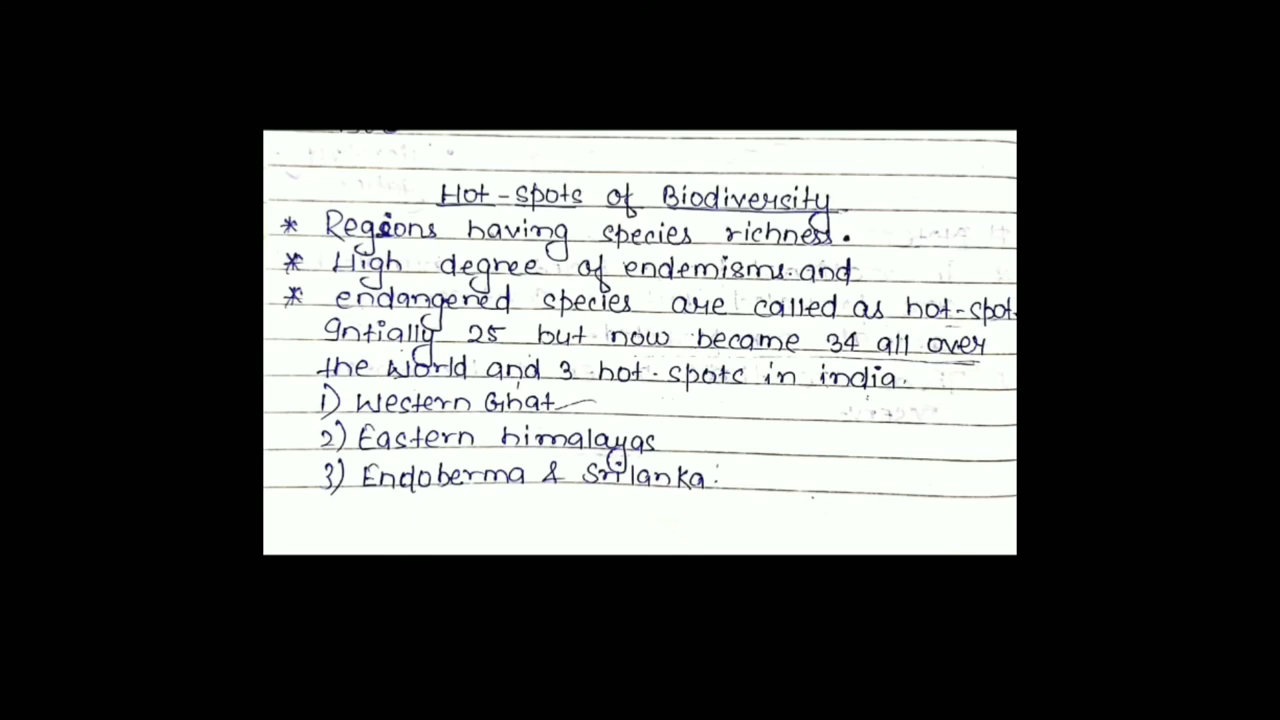 Hot-spots of Biodiversity
* Regions having species richness.
* High degree of endemisms and
* endangered species are called as hot-spot
Intially 25 but now became 34 all over
the world and 3 hot-spots in india.
1) Western Ghat
2) Eastern himalayas
3) Endoberma & Srilanka.